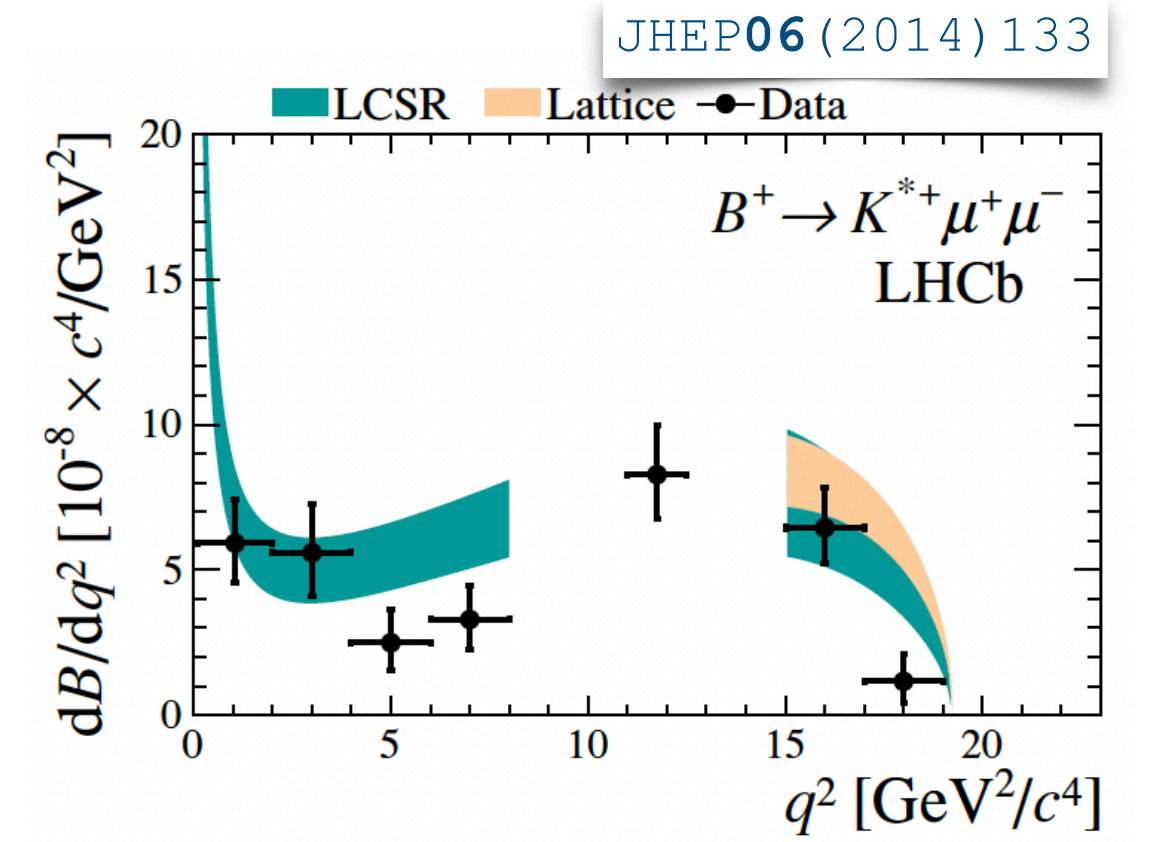 JHEP06(2014)133
LCSR Lattice Data
B⁺→ K*⁺μ⁺μ⁻
LHCb
dB/dq² [10⁻⁸ × c⁴/GeV²]
20
15
10
5
0
0 5 10 15 20
q² [GeV²/c⁴]